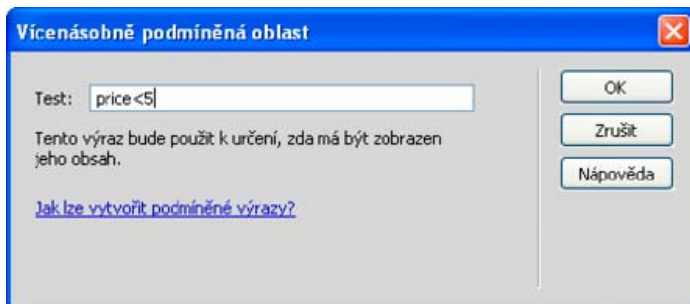 Vícenásobně podmíněná oblast
Test: price<5
Tento výraz bude použit k určení, zda má být zobrazen
jeho obsah.
Jak lze vytvořit podmíněné výrazy?
OK
Zrušit
Nápověda